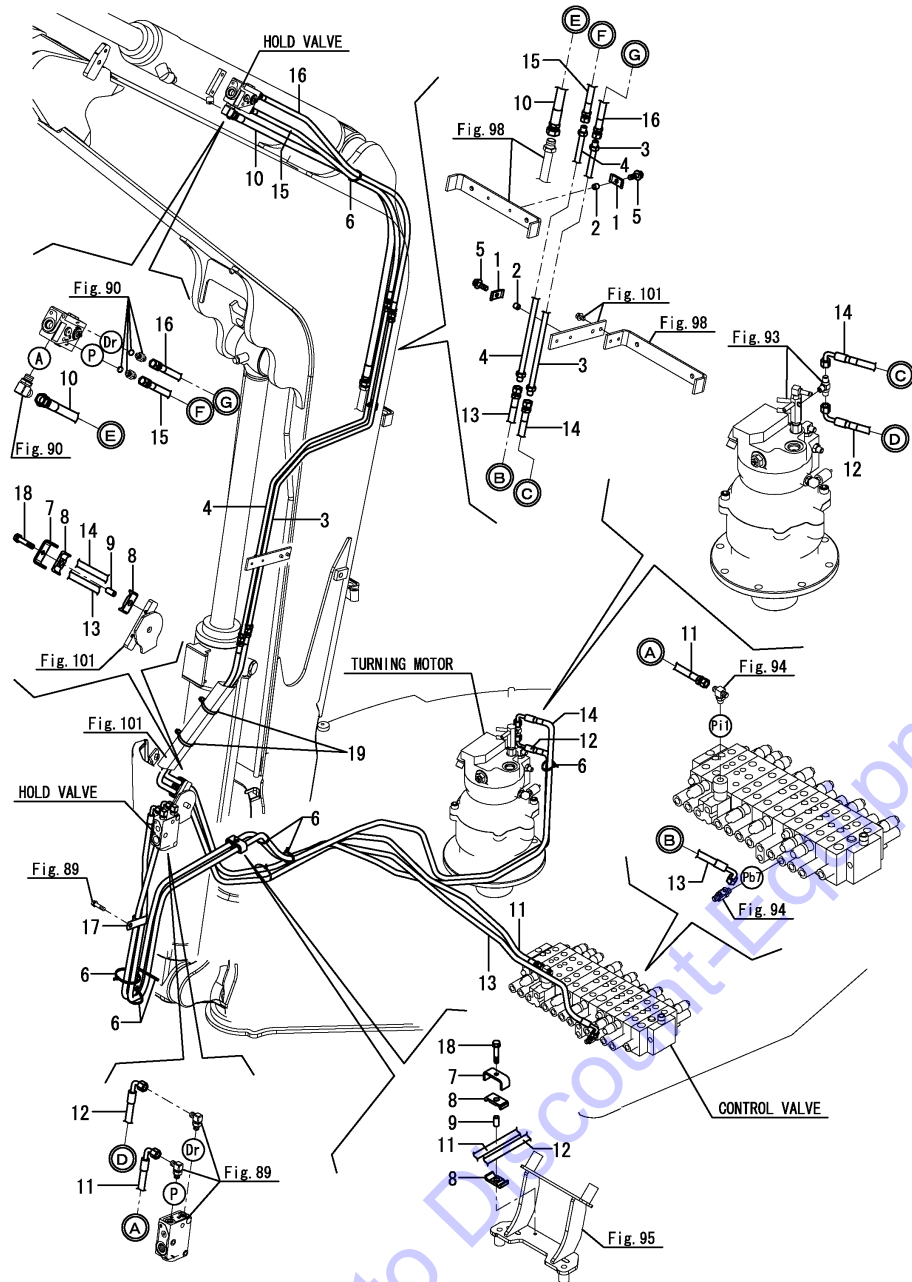 HOLD VALVE
16
10
15
6
E
F
G
15
10
16
Fig.98
3
4
2
1
5
5
1
2
Fig.101
Fig.98
4
3
13
14
B
C
Fig.93
14
C
D
12
Fig.90
Dr
16
A
P
10
15
F
G
E
Fig.90
18
7
8
14
9
8
13
Fig.101
4
3
TURNING MOTOR
14
12
6
19
Fig.101
HOLD VALVE
6
Fig.89
17
6
6
11
13
A
11
Fig.94
Pi1
B
13
Pb7
Fig.94
CONTROL VALVE
12
D
Dr
11
P
A
Fig.89
18
7
8
9
11
12
8
Fig.95
to Discount-Equipm